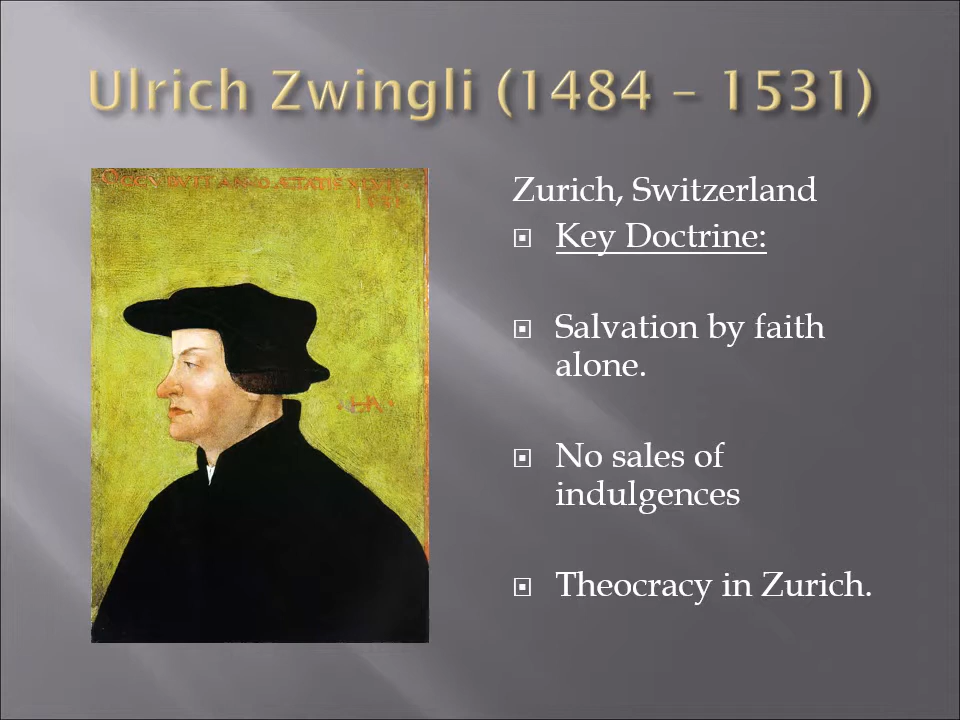 Ulrich Zwingli (1484 – 1531)
Zurich, Switzerland
Key Doctrine:
Salvation by faith
alone.
No sales of
indulgences
Theocracy in Zurich.
HA